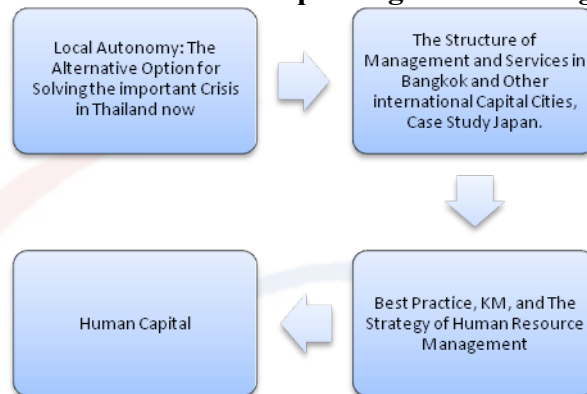 Local Autonomy: The
Alternative Option for
Solving the important Crisis
in Thailand now
The Structure of
Management and Services in
Bangkok and Other
international Capital Cities,
Case Study Japan.
Best Practice, KM, and The
Strategy of Human Resource
Management
Human Capital